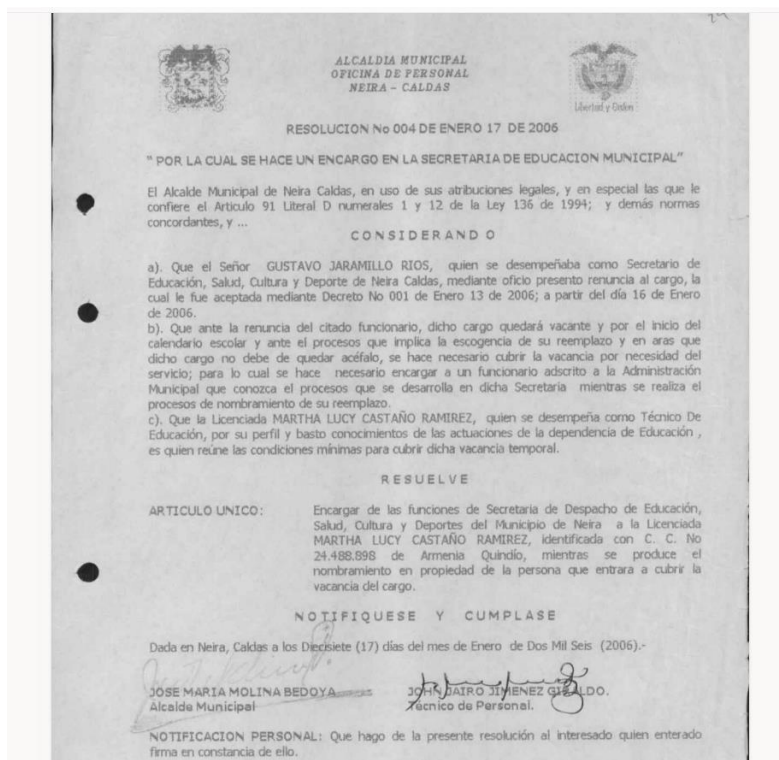 24
ALCALDIA MUNICIPAL
OFICINA DE PERSONAL
NEIRA - CALDAS
Libertad y Orden
RESOLUCION No 004 DE ENERO 17 DE 2006
" POR LA CUAL SE HACE UN ENCARGO EN LA SECRETARIA DE EDUCACION MUNICIPAL"
El Alcalde Municipal de Neira Caldas, en uso de sus atribuciones legales, y en especial las que le
confiere el Articulo 91 Literal D numerales 1 y 12 de la Ley 136 de 1994; y demás normas
concordantes, y ...
CONSIDERANDO
a). Que el Señor GUSTAVO JARAMILLO RIOS, quien se desempeñaba como Secretario de
Educación, Salud, Cultura y Deporte de Neira Caldas, mediante oficio presento renuncia al cargo, la
cual le fue aceptada mediante Decreto No 001 de Enero 13 de 2006; a partir del día 16 de Enero
de 2006.
b). Que ante la renuncia del citado funcionario, dicho cargo quedará vacante y por el inicio del
calendario escolar y ante el procesos que implica la escogencia de su reemplazo y en aras que
dicho cargo no debe de quedar acéfalo, se hace necesario cubrir la vacancia por necesidad del
servicio; para lo cual se hace necesario encargar a un funcionario adscrito a la Administración
Municipal que conozca el procesos que se desarrolla en dicha Secretaria mientras se realiza el
procesos de nombramiento de su reemplazo.
c). Que la Licenciada MARTHA LUCY CASTAÑO RAMIREZ, quien se desempeña como Técnico De
Educación, por su perfil y basto conocimientos de las actuaciones de la dependencia de Educación ,
es quien reúne las condiciones mínimas para cubrir dicha vacancia temporal.
RESUELVE
ARTICULO UNICO: Encargar de las funciones de Secretaria de Despacho de Educación,
Salud, Cultura y Deportes del Municipio de Neira a la Licenciada
MARTHA LUCY CASTAÑO RAMIREZ, identificada con C. C. No
24.488.898 de Armenia Quindío, mientras se produce el
nombramiento en propiedad de la persona que entrara a cubrir la
vacancia del cargo.
NOTIFIQUESE Y CUMPLASE
Dada en Neira, Caldas a los Diecisiete (17) días del mes de Enero de Dos Mil Seis (2006).-
JOSE MARIA MOLINA BEDOYA JOHN JAIRO JIMENEZ GIRALDO.
Alcalde Municipal Técnico de Personal.
NOTIFICACION PERSONAL: Que hago de la presente resolución al interesado quien enterado
firma en constancia de ello.